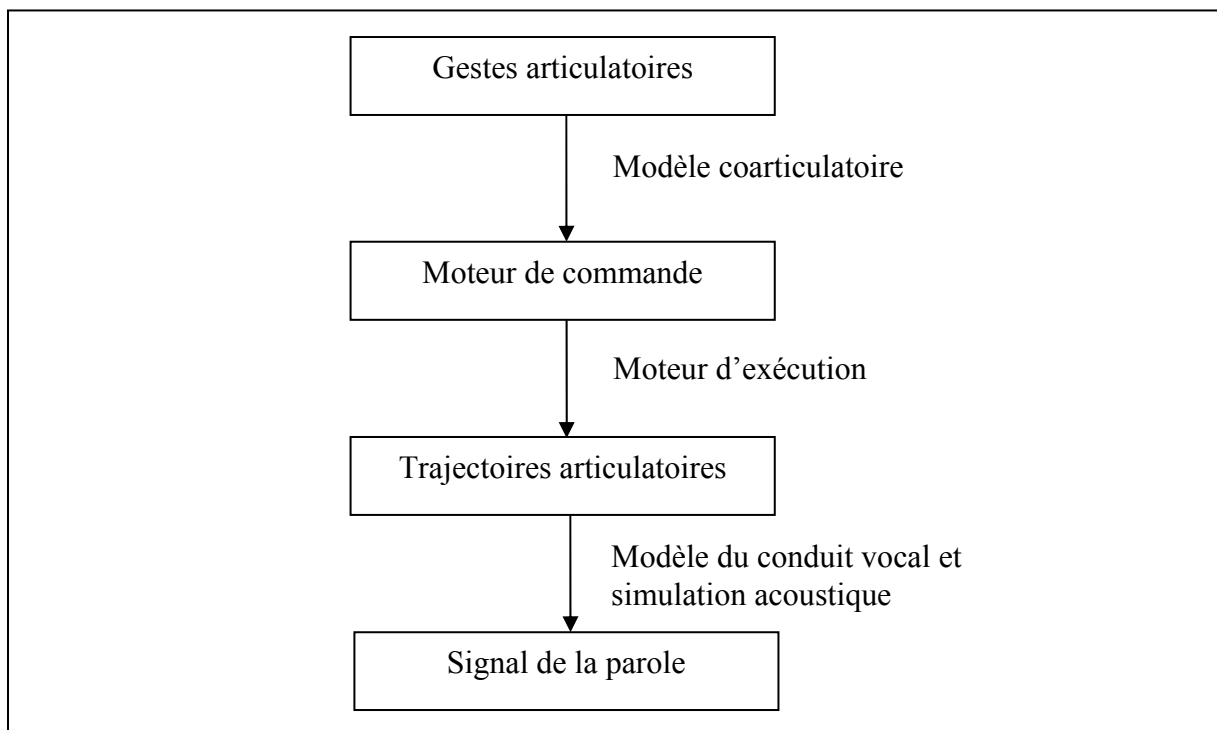 Gestes articulatoires
Modèle coarticulatoire
Moteur de commande
Moteur d’exécution
Trajectoires articulatoires
Modèle du conduit vocal et
simulation acoustique
Signal de la parole